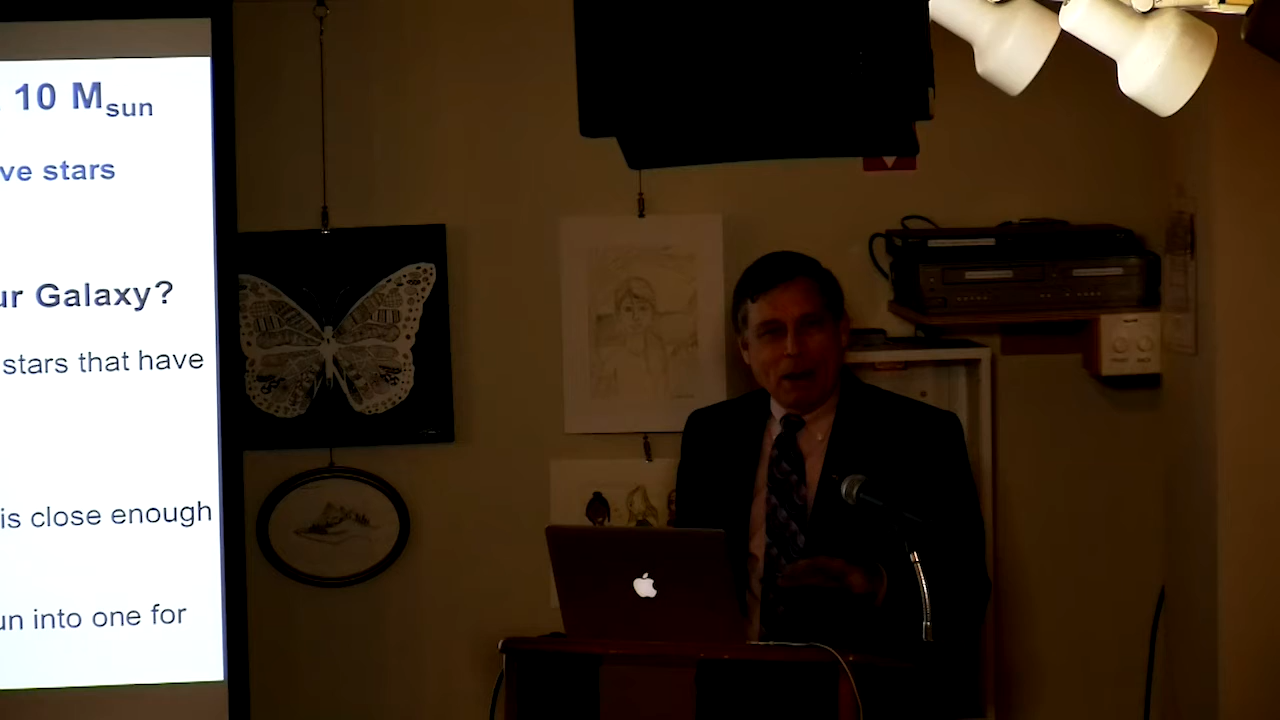 10 Msun
ve stars
ur Galaxy?
stars that have
is close enough
un into one for